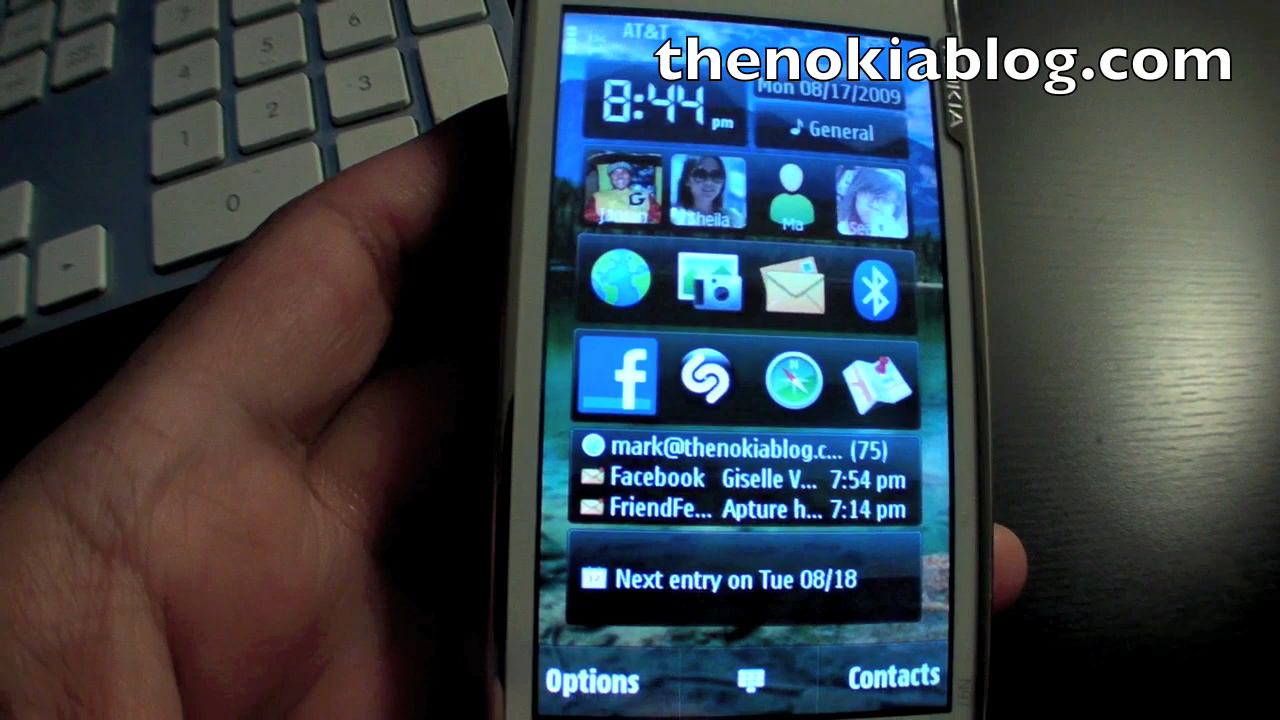 thenokiablog.com
AT&T
8:44 pm
Mon 08/17/2009
General
NOKIA
Sheila
Ma
N
f
mark@thenokiablog.c... (75)
Facebook Giselle V... 7:54 pm
FriendFe... Apture h... 7:14 pm
Next entry on Tue 08/18
Options
Contacts
6
5
4
3
2
1
0